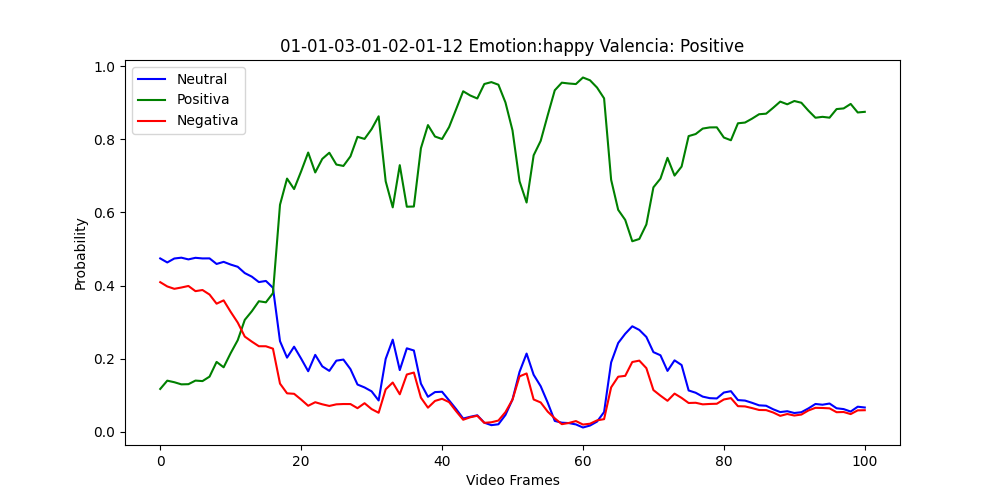 01-01-03-01-02-01-12 Emotion:happy Valencia: Positive
Neutral
Positiva
Negativa
Probability
1.0
0.8
0.6
0.4
0.2
0.0
0 20 40 60 80 100
Video Frames